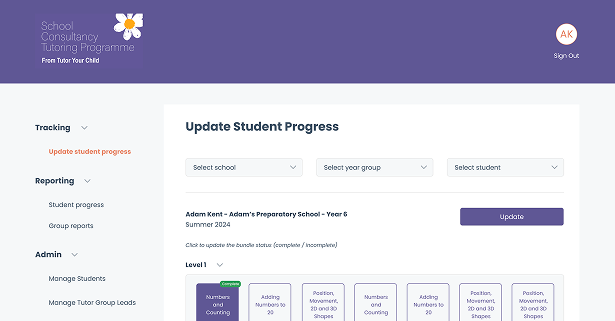 School
Consultancy
Tutoring Programme
From Tutor Your Child
AK
Sign Out
Tracking
Update student progress
Reporting
Student progress
Group reports
Admin
Manage Students
Manage Tutor Group Leads
Update Student Progress
Select school
Select year group
Select student
Adam Kent - Adam's Preparatory School - Year 6
Summer 2024
Update
Click to update the bundle status (complete / incomplete)
Level 1
Complete
Numbers
and
Counting
Adding
Numbers to
20
Position,
Movement,
2D and 3D
Shapes
Numbers
and
Counting
Adding
Numbers to
20
Position,
Movement,
2D and 3D
Shapes
Position,
Movement,
2D and 3D
Shapes